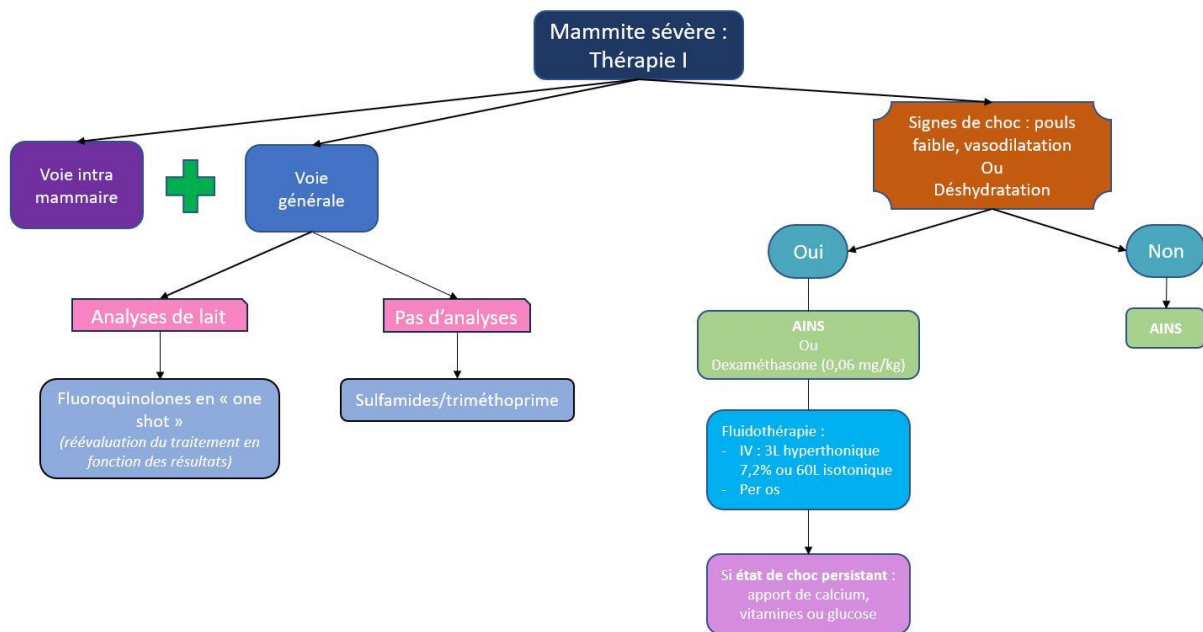 Mammite sévère :
Thérapie I
Voie intra
mammaire
Voie
générale
Signes de choc : pouls
faible, vasodilatation
Ou
Déshydratation
Oui
Non
Analyses de lait
Pas d'analyses
AINS
Ou
Dexaméthasone (0,06 mg/kg)
AINS
Fluoroquinolones en « one
shot »
(réévaluation du traitement en
fonction des résultats)
Sulfamides/triméthoprime
Fluidothérapie :
- IV : 3L hyperthonique
7,2% ou 60L isotonique
- Per os
Si état de choc persistant :
apport de calcium,
vitamines ou glucose